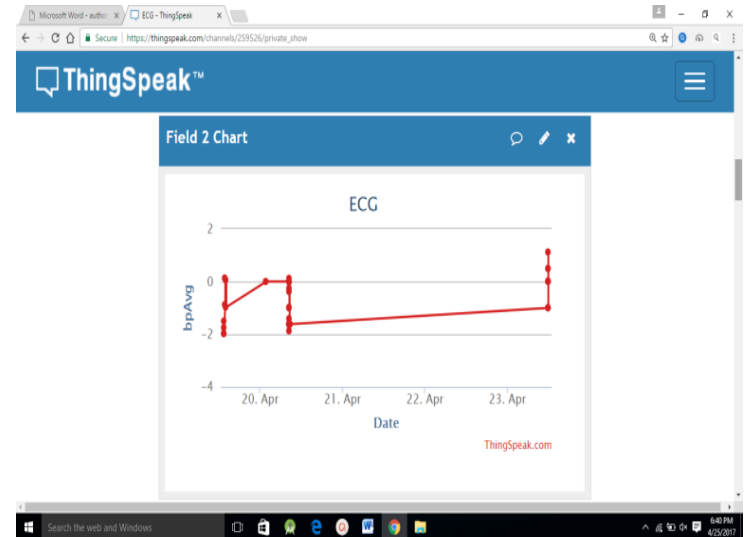 Microsoft Word - author
ECG - ThingSpeak
Secure | https://thingspeak.com/channels/259526/private_show
ThingSpeak™
Field 2 Chart
ECG
2
0
-2
-4
bpAvg
20. Apr 21. Apr 22. Apr 23. Apr
Date
ThingSpeak.com
Search the web and Windows
6:40 PM
4/25/2017